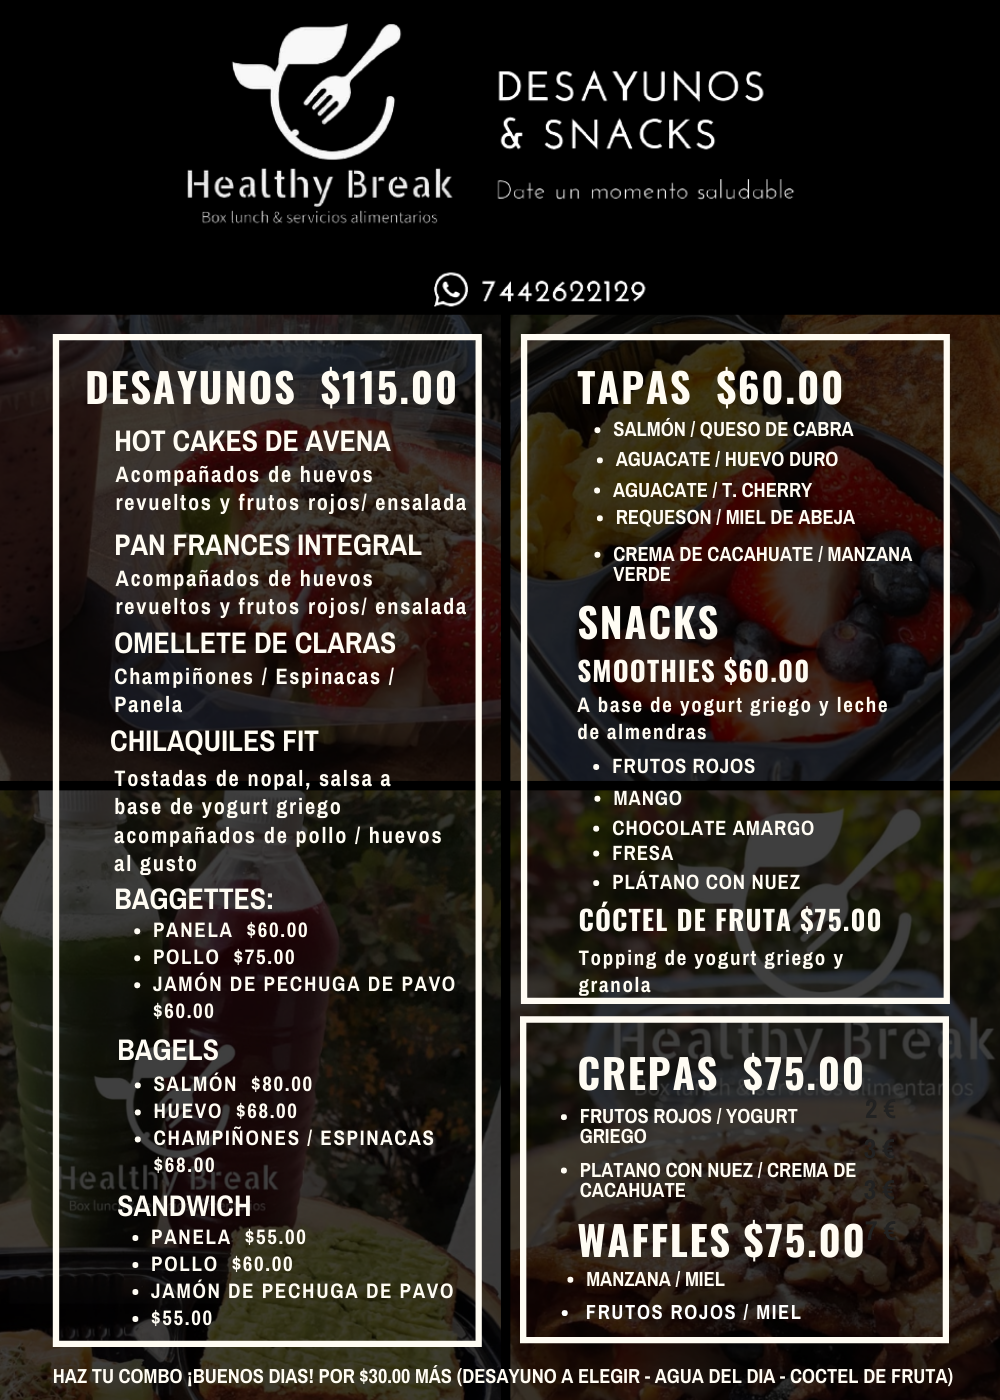 Healthy Break
Box lunch & servicios alimentarios
DESAYUNOS
& SNACKS
Date un momento saludable
7442622129
DESAYUNOS $115.00
HOT CAKES DE AVENA
Acompañados de huevos
revueltos y frutos rojos/ ensalada
PAN FRANCES INTEGRAL
Acompañados de huevos
revueltos y frutos rojos/ ensalada
OMELLETE DE CLARAS
Champiñones / Espinacas /
Panela
CHILAQUILES FIT
Tostadas de nopal, salsa a
base de yogurt griego
acompañados de pollo / huevos
al gusto
BAGGETTES:
• PANELA $60.00
• POLLO $75.00
• JAMÓN DE PECHUGA DE PAVO
$60.00
BAGELS
• SALMÓN $80.00
• HUEVO $68.00
• CHAMPIÑONES / ESPINACAS
$68.00
Healthy Break
SANDWICH
• PANELA $55.00
• POLLO $60.00
• JAMÓN DE PECHUGA DE PAVO
• $55.00
TAPAS $60.00
• SALMÓN / QUESO DE CABRA
• AGUACATE / HUEVO DURO
• AGUACATE / T. CHERRY
• REQUESON / MIEL DE ABEJA
• CREMA DE CACAHUATE / MANZANA
VERDE
SNACKS
SMOOTHIES $60.00
A base de yogurt griego y leche
de almendras
• FRUTOS ROJOS
• MANGO
• CHOCOLATE AMARGO
• FRESA
• PLÁTANO CON NUEZ
CÓCTEL DE FRUTA $75.00
Topping de yogurt griego y
granola
Healthy Break
Box lunch & servicios alimentarios
CREPAS $75.00
2 €
• FRUTOS ROJOS / YOGURT
GRIEGO
• PLATANO CON NUEZ / CREMA DE
CACAHUATE
WAFFLES $75.00
• MANZANA / MIEL
• FRUTOS ROJOS / MIEL
HAZ TU COMBO ¡BUENOS DIAS! POR $30.00 MÁS (DESAYUNO A ELEGIR - AGUA DEL DIA - COCTEL DE FRUTA)